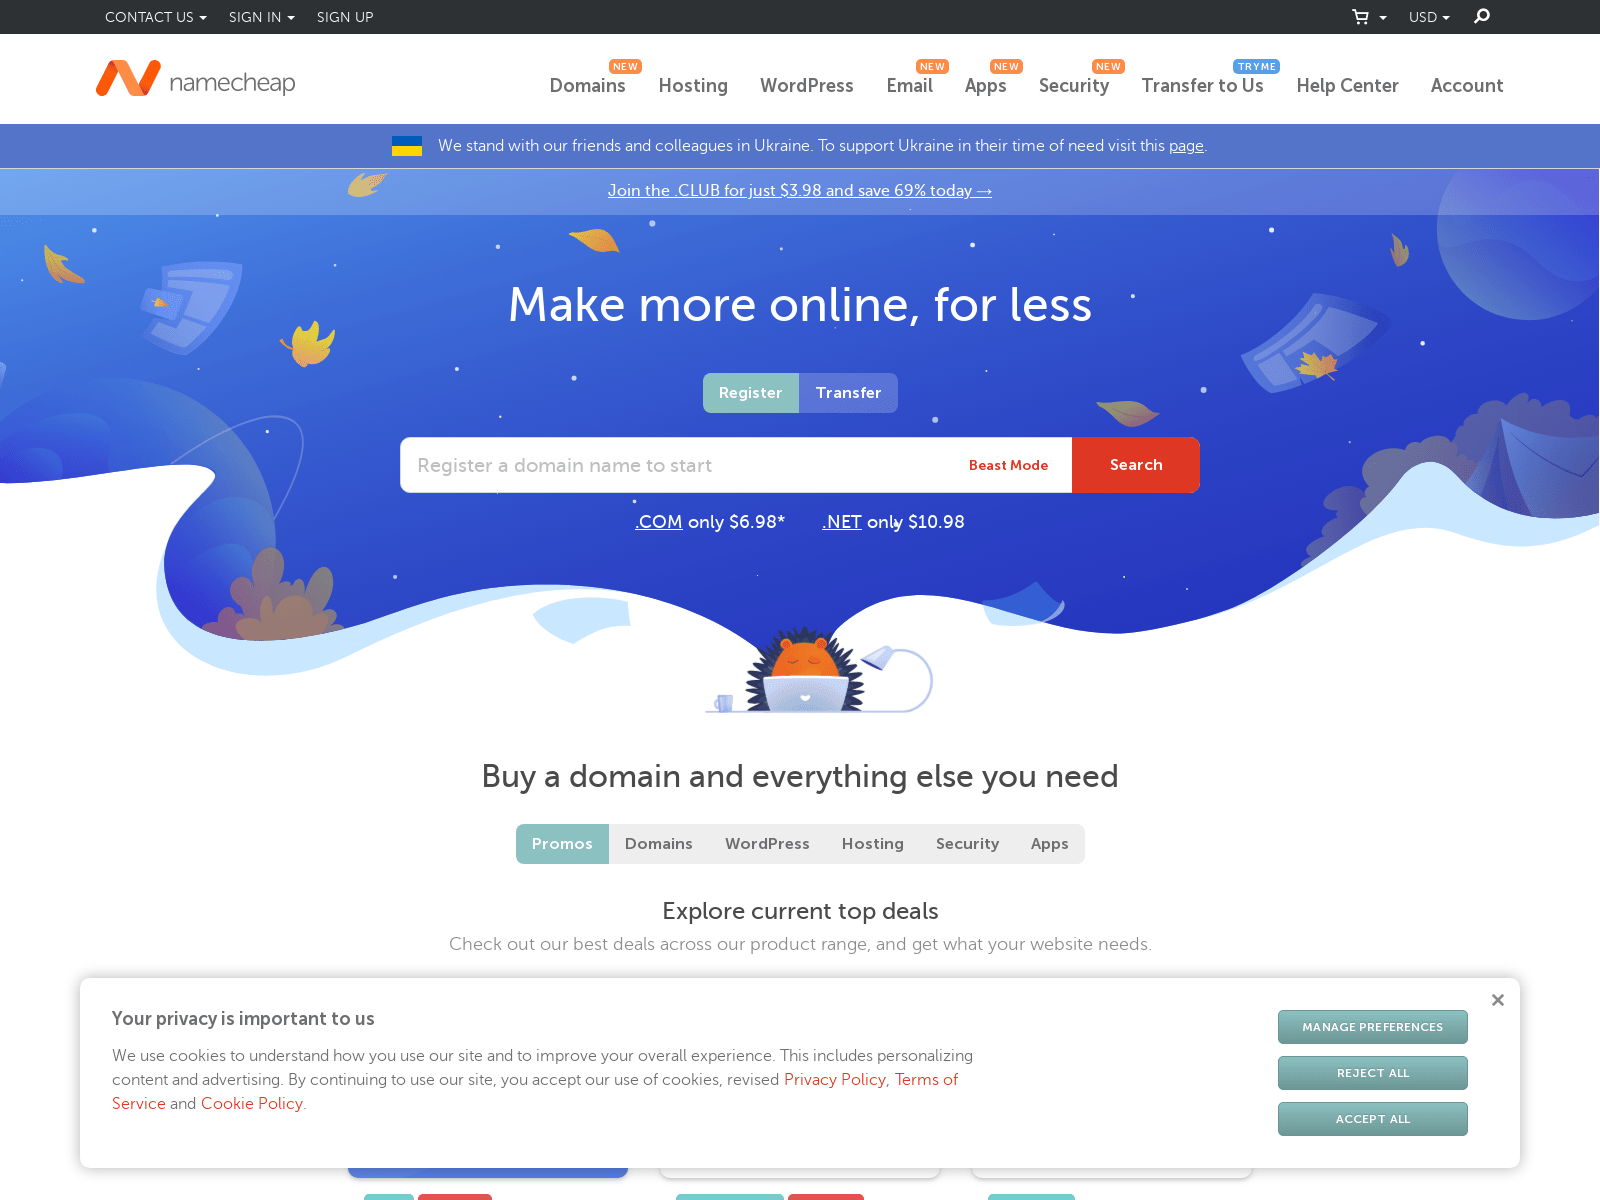 CONTACT US SIGN IN SIGN UP USD
namecheap
NEW NEW NEW NEW TRY ME
Domains Hosting WordPress Email Apps Security Transfer to Us Help Center Account
We stand with our friends and colleagues in Ukraine. To support Ukraine in their time of need visit this page.
Join the .CLUB for just $3.98 and save 69% today →
Make more online, for less
Register Transfer
Register a domain name to start Beast Mode Search
.COM only $6.98* .NET only $10.98
Buy a domain and everything else you need
Promos Domains WordPress Hosting Security Apps
Explore current top deals
Check out our best deals across our product range, and get what your website needs.
Your privacy is important to us
We use cookies to understand how you use our site and to improve your overall experience. This includes personalizing
content and advertising. By continuing to use our site, you accept our use of cookies, revised Privacy Policy, Terms of
Service and Cookie Policy.
MANAGE PREFERENCES
REJECT ALL
ACCEPT ALL